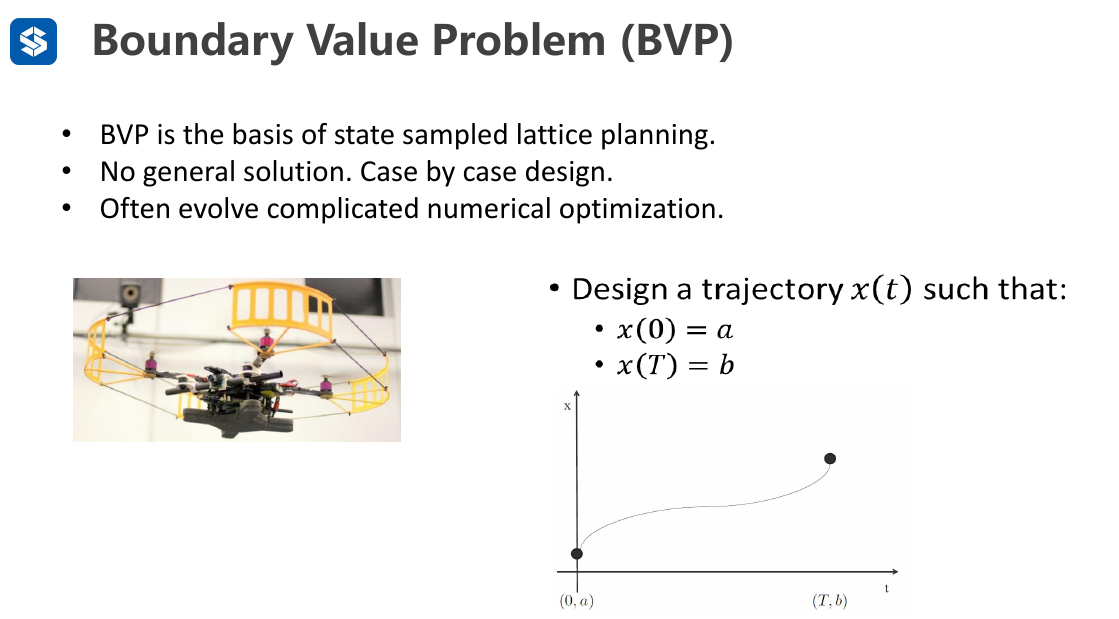 Boundary Value Problem (BVP)
• BVP is the basis of state sampled lattice planning.
• No general solution. Case by case design.
• Often evolve complicated numerical optimization.
• Design a trajectory x(t) such that:
• x(0) = a
• x(T) = b
x
t
(0, a)
(T, b)